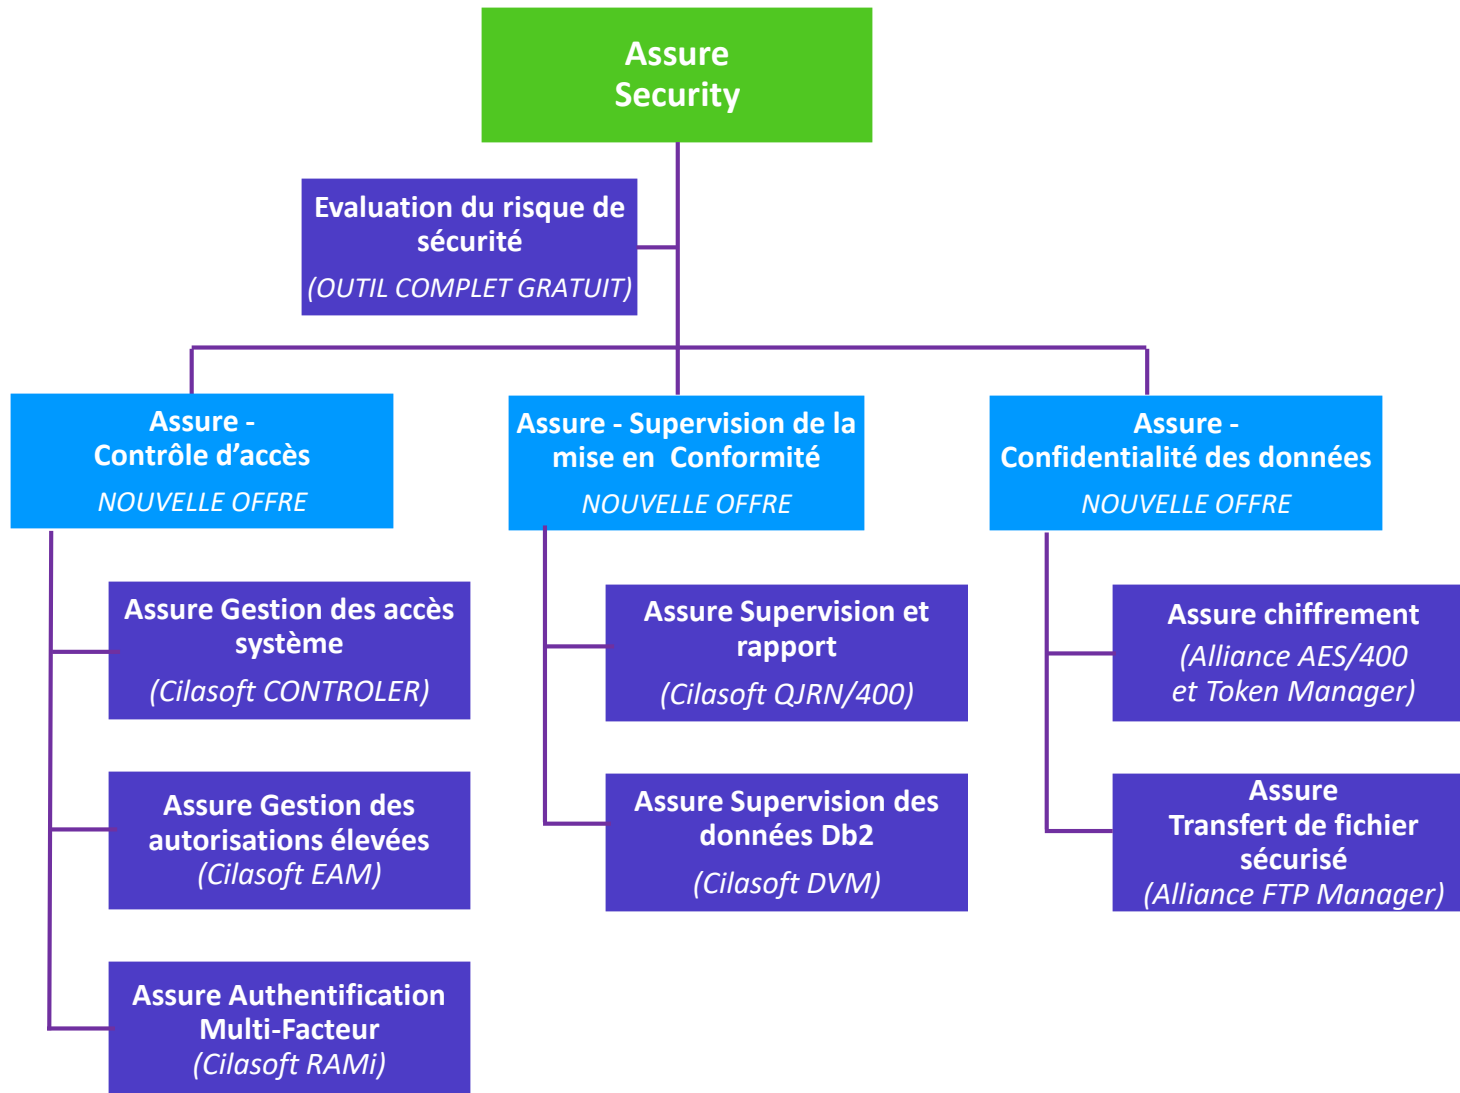 Assure
Security
Evaluation du risque de
sécurité
(OUTIL COMPLET GRATUIT)
Assure -
Contrôle d'accès
NOUVELLE OFFRE
Assure - Supervision de la
mise en  Conformité
NOUVELLE OFFRE
Assure -
Confidentialité des données
NOUVELLE OFFRE
Assure Gestion des accès
système
(Cilasoft CONTROLER)
Assure Gestion des
autorisations élevées
(Cilasoft EAM)
Assure Authentification
Multi-Facteur
(Cilasoft RAMi)
Assure Supervision et
rapport
(Cilasoft QJRN/400)
Assure Supervision des
données Db2
(Cilasoft DVM)
Assure chiffrement
(Alliance AES/400
et Token Manager)
Assure
Transfert de fichier
sécurisé
(Alliance FTP Manager)